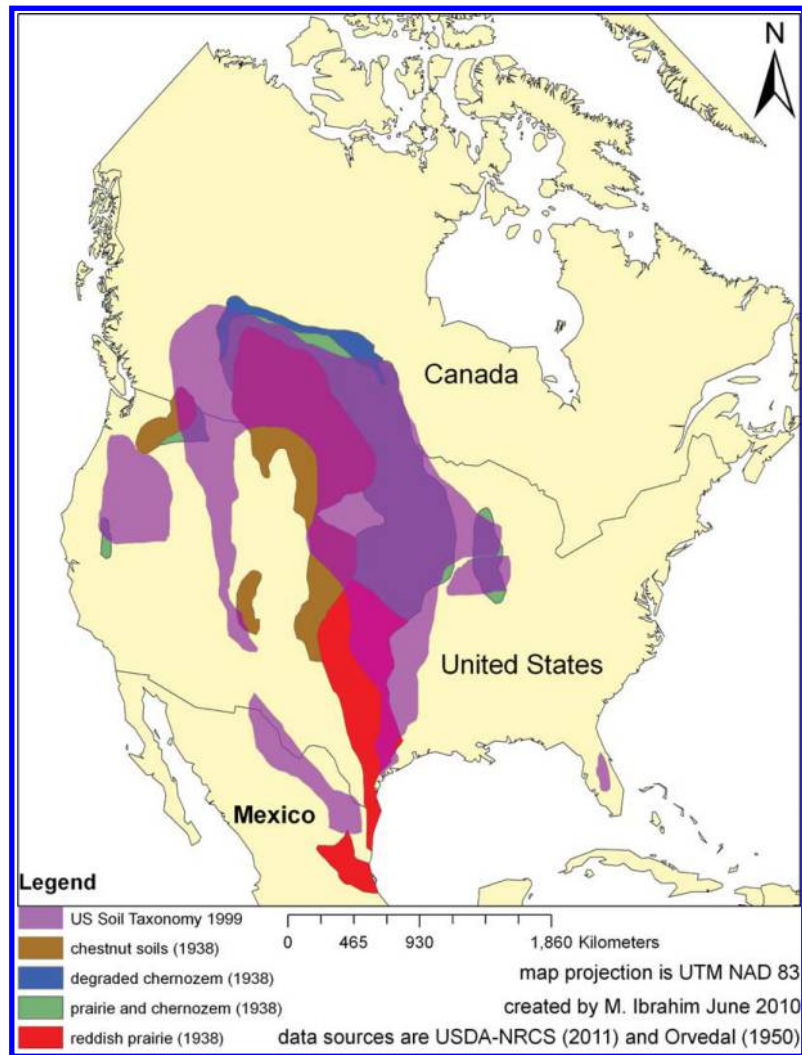 N
Canada
United States
Mexico
Legend
US Soil Taxonomy 1999
chestnut soils (1938)
degraded chernozem (1938)
prairie and chernozem (1938)
reddish prairie (1938)
0 465 930 1,860 Kilometers
map projection is UTM NAD 83
created by M. Ibrahim June 2010
data sources are USDA-NRCS (2011) and Orvedal (1950)